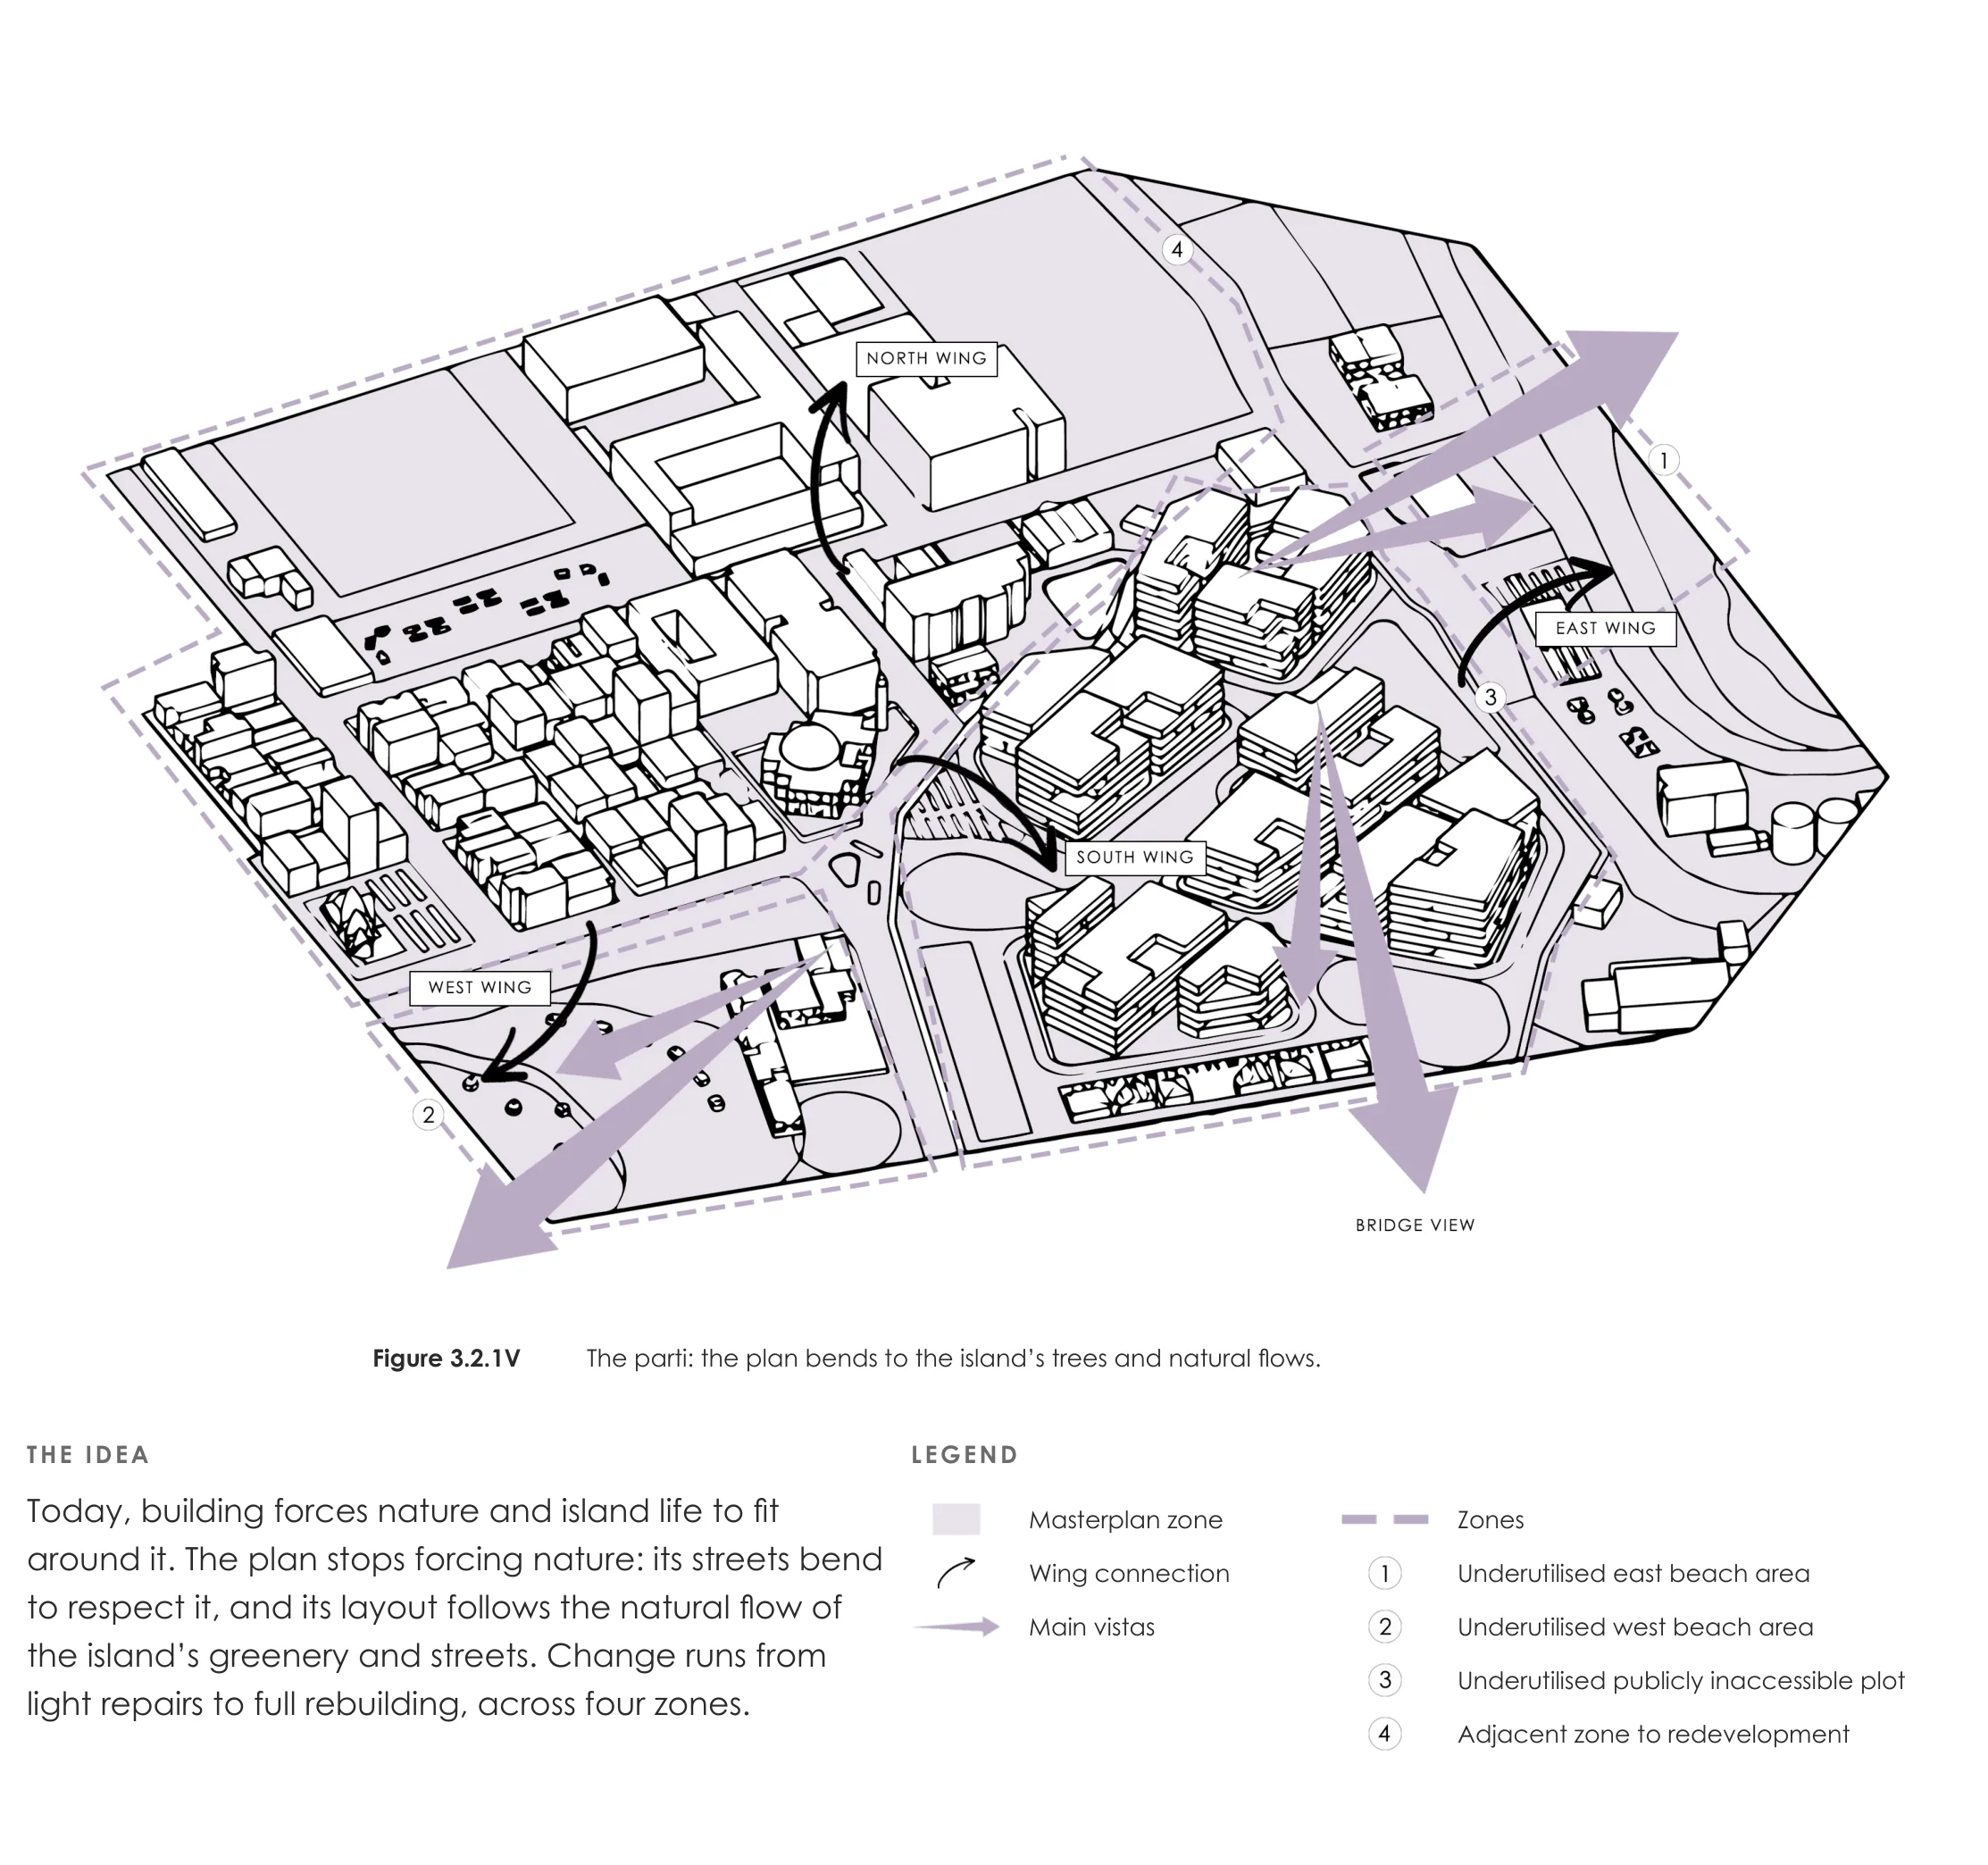 4
NORTH WING
1
EAST WING
3
SOUTH WING
WEST WING
2
BRIDGE VIEW
Figure 3.2.1V The parti: the plan bends to the island’s trees and natural flows.
THE IDEA
Today, building forces nature and island life to fit
around it. The plan stops forcing nature: its streets bend
to respect it, and its layout follows the natural flow of
the island’s greenery and streets. Change runs from
light repairs to full rebuilding, across four zones.
LEGEND
Masterplan zone
Wing connection
Main vistas
Zones
1 Underutilised east beach area
2 Underutilised west beach area
3 Underutilised publicly inaccessible plot
4 Adjacent zone to redevelopment